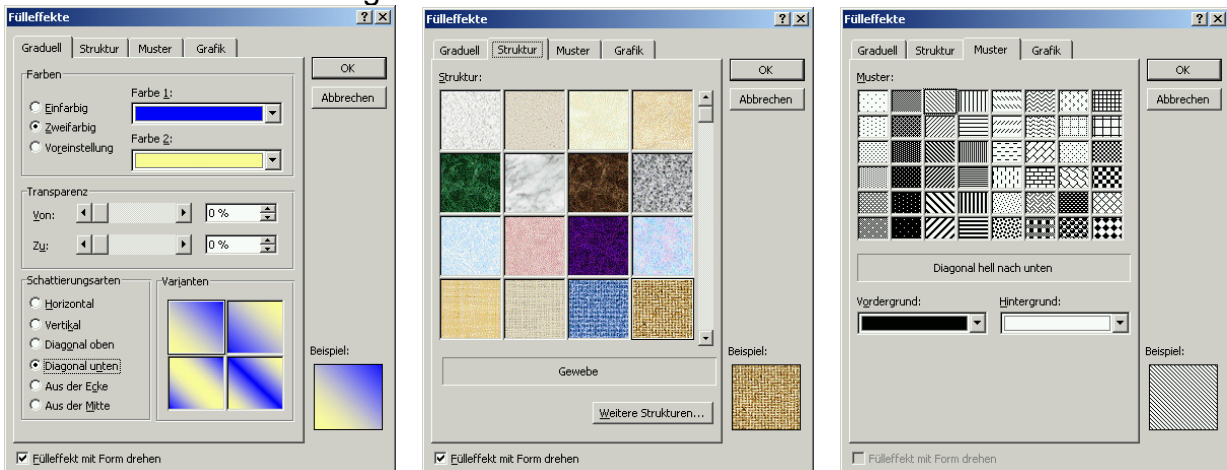 Fülleffekte
Graduell Struktur Muster Grafik
OK
Abbrechen
Farben
Einfarbig
Zweifarbig
Voreinstellung
Farbe 1:
Farbe 2:
Transparenz
Von: 0 %
Zu: 0 %
Schattierungsarten
Horizontal
Vertikal
Diagonal oben
Diagonal unten
Aus der Ecke
Aus der Mitte
Varianten
Beispiel:
Fülleffekt mit Form drehen
Fülleffekte
Graduell Struktur Muster Grafik
OK
Abbrechen
Struktur:
Gewebe
Weitere Strukturen...
Beispiel:
Fülleffekt mit Form drehen
Fülleffekte
Graduell Struktur Muster Grafik
OK
Abbrechen
Muster:
Diagonal hell nach unten
Vordergrund: Hintergrund:
Beispiel:
Fülleffekt mit Form drehen